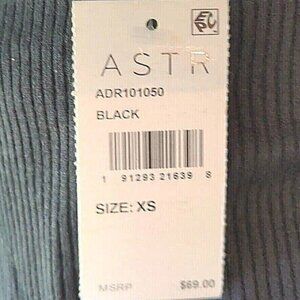 ASTR
ADR101050
BLACK
1 91293 21639 8
SIZE: XS
MSRP $69.00